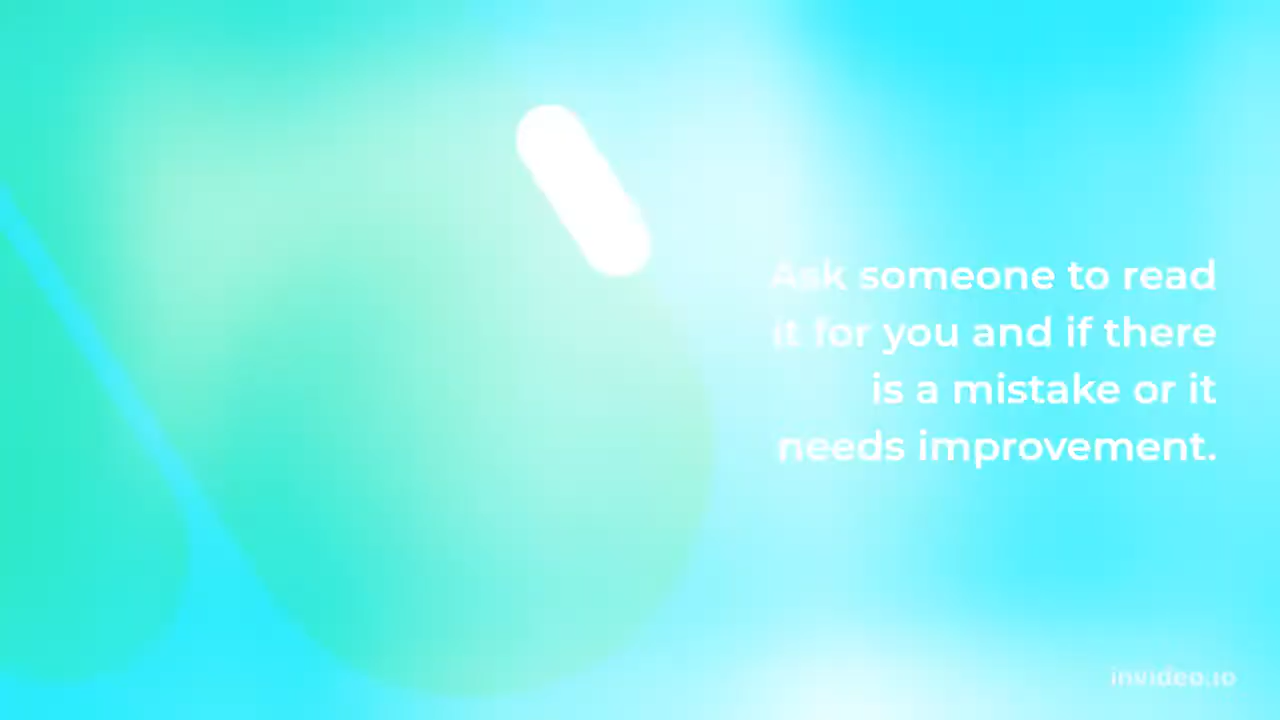 Ask someone to read
it for you and if there
is a mistake or it
needs improvement.
invideo.io